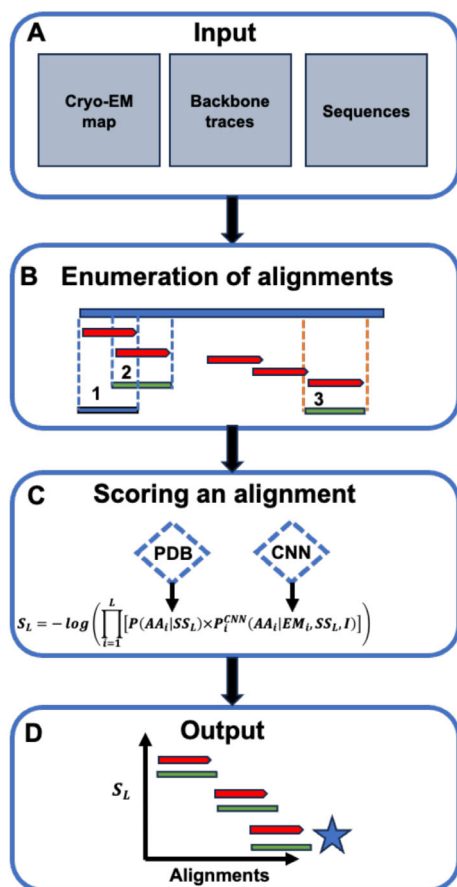 A
Input
Cryo-EM
map
Backbone
traces
Sequences
B
Enumeration of alignments
1
2
3
C
Scoring an alignment
PDB
CNN
S_L = −log(∏_{i=1}^{L}[P(AA_i|SS_L)×P_i^{CNN}(AA_i|EM_i, SS_L, I)])
D
Output
S_L
Alignments